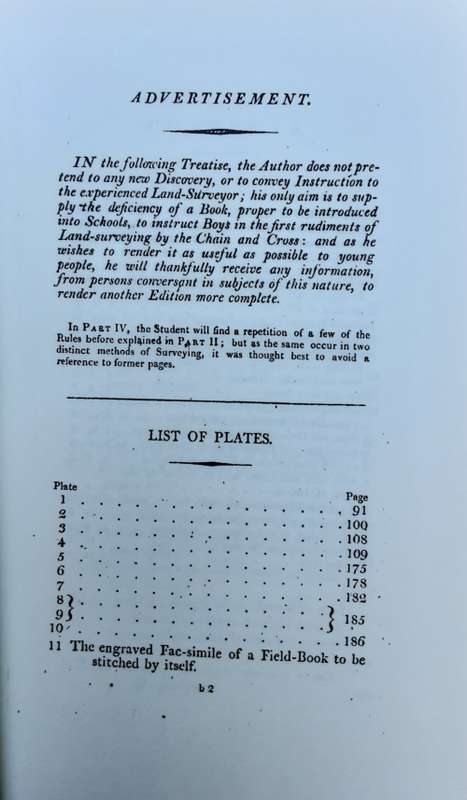 ADVERTISEMENT.
IN the following Treatise, the Author does not pre-
tend to any new Discovery, or to convey Instruction to
the experienced Land-Surveyor; his only aim is to sup-
ply the deficiency of a Book, proper to be introduced
into Schools, to instruct Boys in the first rudiments of
Land-surveying by the Chain and Cross: and as he
wishes to render it as useful as possible to young
people, he will thankfully receive any information,
from persons conversant in subjects of this nature, to
render another Edition more complete.
In PART IV, the Student will find a repetition of a few of the
Rules before explained in PART II; but as the same occur in two
distinct methods of Surveying, it was thought best to avoid a
reference to former pages.
LIST OF PLATES.
Plate Page
1 . . . . . . . . . . . . . . 91
2 . . . . . . . . . . . . . . 100
3 . . . . . . . . . . . . . . 108
4 . . . . . . . . . . . . . . 109
5 . . . . . . . . . . . . . . 175
6 . . . . . . . . . . . . . . 178
7 . . . . . . . . . . . . . . 182
8 } . . . . . . . . . . . . . } 185
9 } . . . . . . . . . . . . . }
10 . . . . . . . . . . . . . . 186
11 The engraved Fac-simile of a Field-Book to be
stitched by itself.
b 2